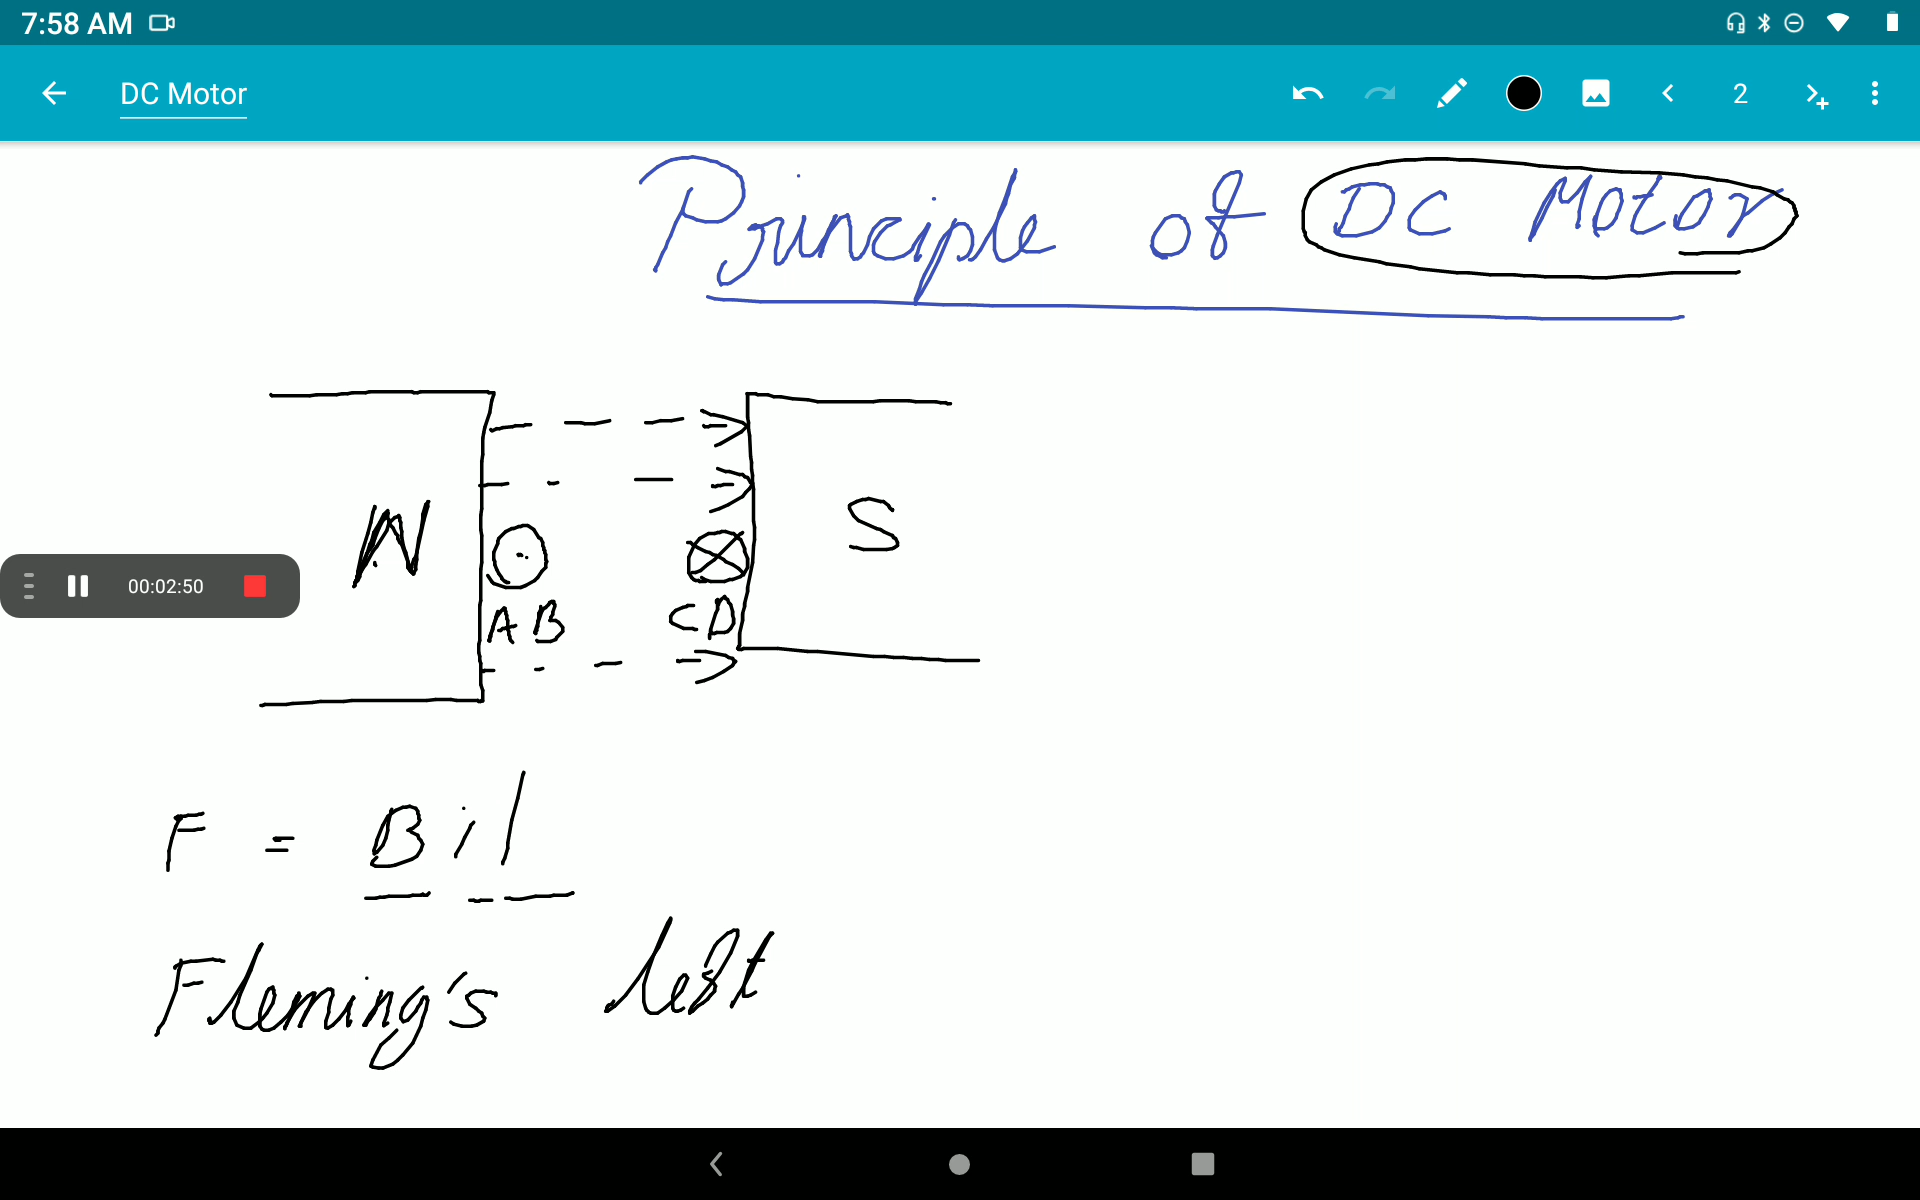 7:58 AM
DC Motor
2
Principle of DC Motor
N
S
00:02:50
AB
CD
F = Bil
Fleming's left